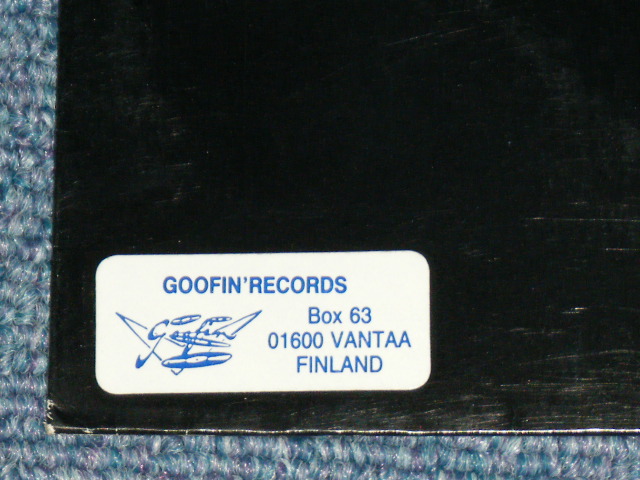 GOOFIN'RECORDS
Goofin
Box 63
01600 VANTAA
FINLAND